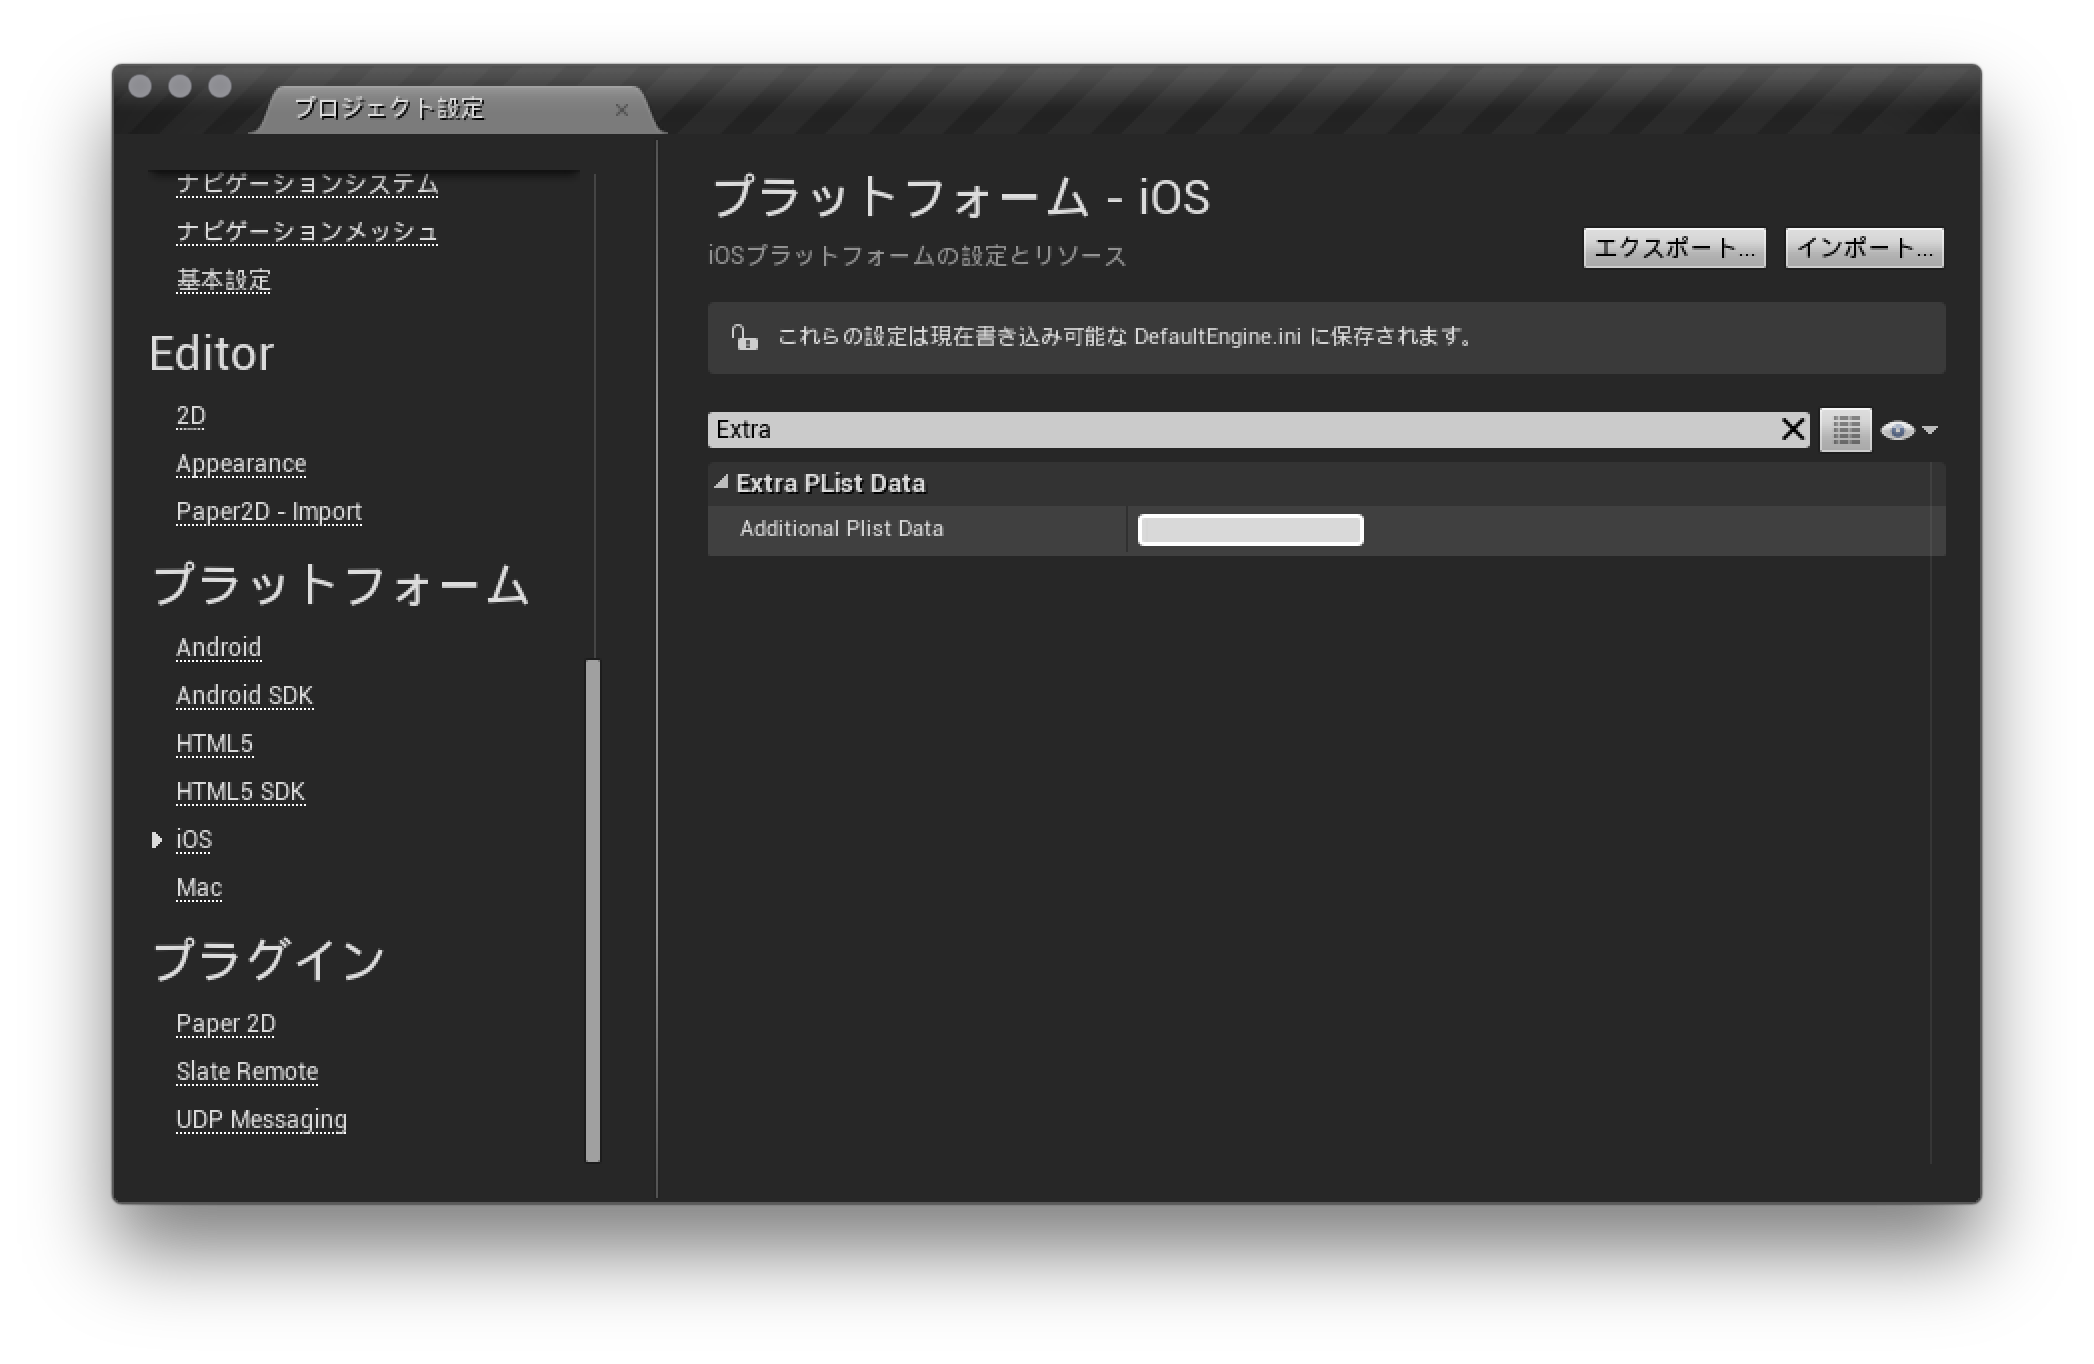 プロジェクト設定
ナビゲーションシステム
ナビゲーションメッシュ
基本設定
Editor
2D
Appearance
Paper2D - Import
プラットフォーム
Android
Android SDK
HTML5
HTML5 SDK
iOS
Mac
プラグイン
Paper 2D
Slate Remote
UDP Messaging
プラットフォーム - iOS
iOSプラットフォームの設定とリソース
エクスポート... インポート...
これらの設定は現在書き込み可能な DefaultEngine.ini に保存されます。
Extra
Extra PList Data
Additional Plist Data